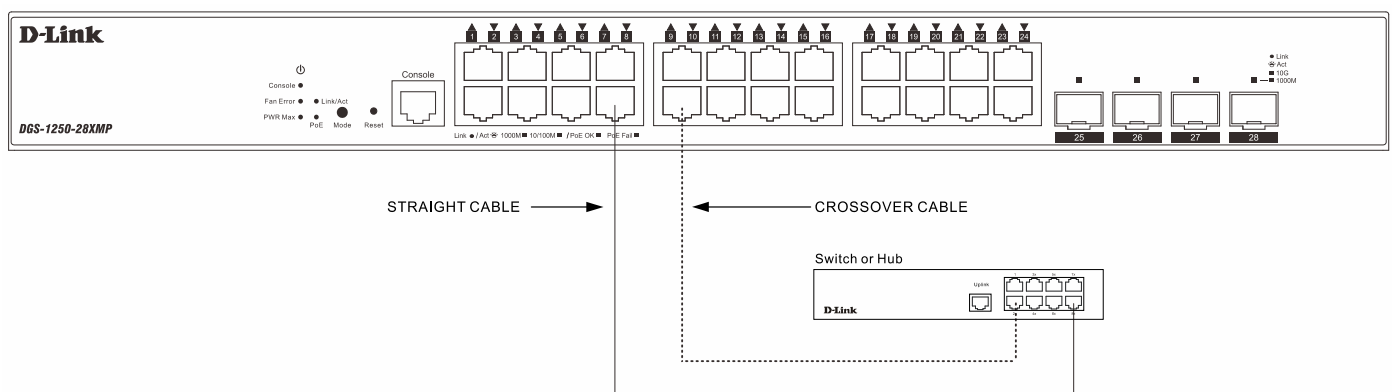 D-Link
1 2 3 4 5 6 7 8 9 10 11 12 13 14 15 16 17 18 19 20 21 22 23 24
Console
Console
Fan Error Link/Act
PWR Max
PoE Mode Reset
DGS-1250-28XMP
Link /Act 1000M 10/100M /PoE OK PoE Fail
Link
Act
10G
1000M
25 26 27 28
STRAIGHT CABLE
CROSSOVER CABLE
Switch or Hub
Uplink
D-Link